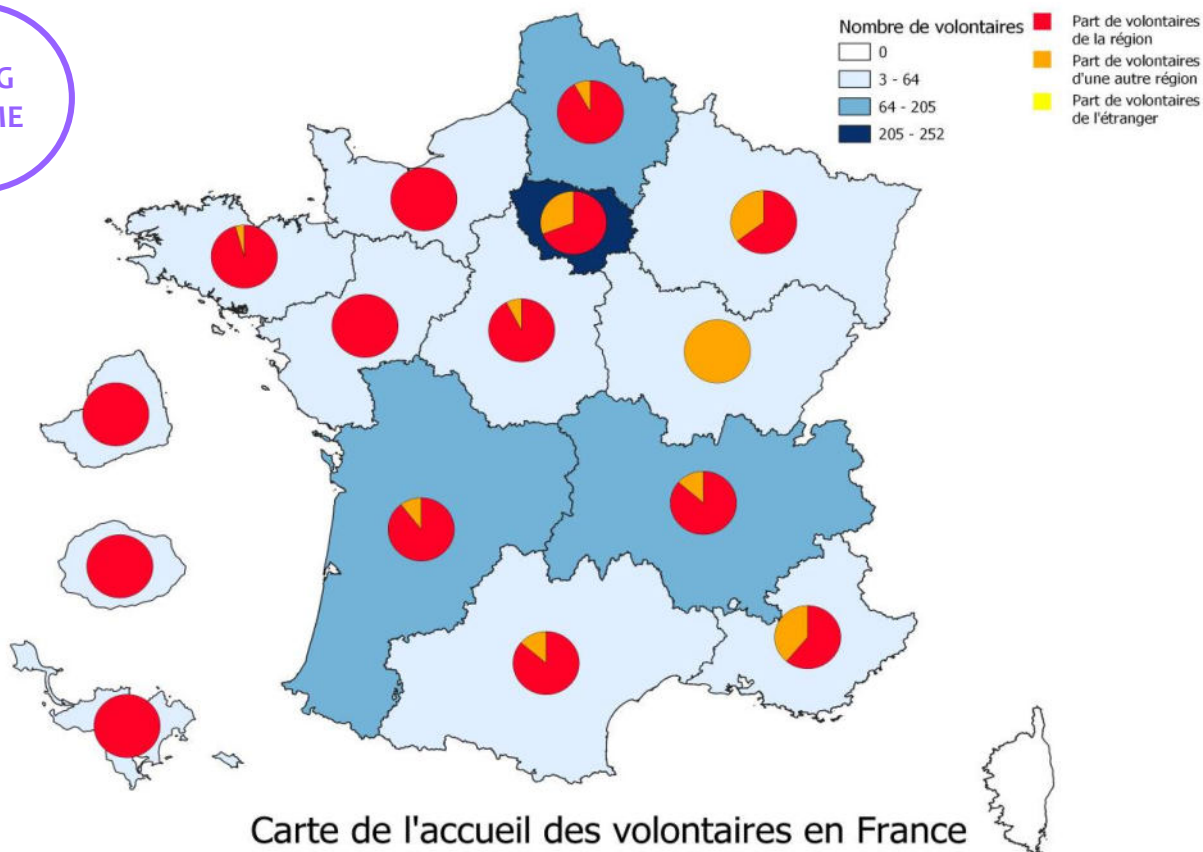 G
ME
Nombre de volontaires
0
3 - 64
64 - 205
205 - 252
Part de volontaires
de la région
Part de volontaires
d'une autre région
Part de volontaires
de l'étranger
Carte de l'accueil des volontaires en France